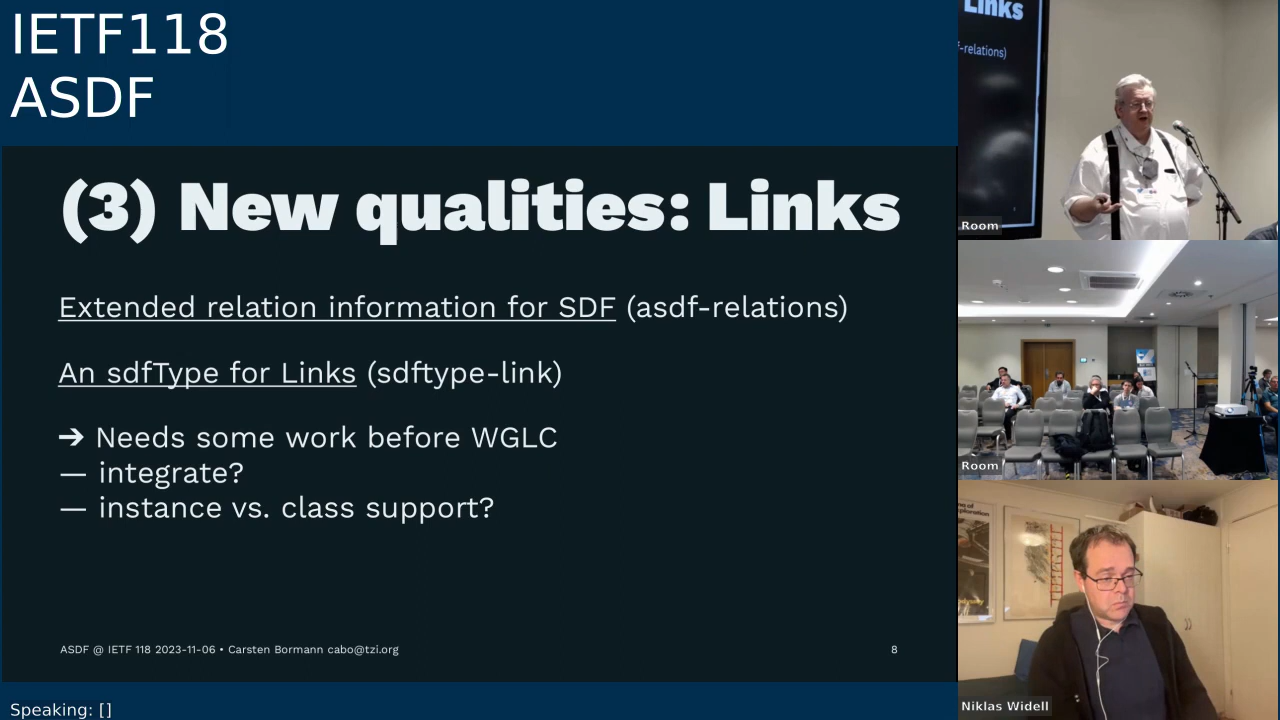 IETF118
ASDF
(3) New qualities: Links
Extended relation information for SDF (asdf-relations)
An sdfType for Links (sdftype-link)
➔ Needs some work before WGLC
— integrate?
— instance vs. class support?
ASDF @ IETF 118 2023-11-06 • Carsten Bormann cabo@tzi.org
8
Speaking: []
Links
f-relations)
Room
Room
Niklas Widell